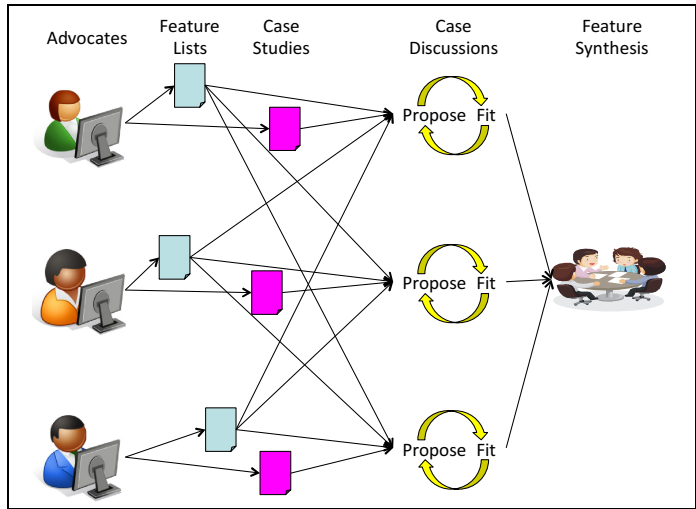 Advocates
Feature
Lists
Case
Studies
Case
Discussions
Feature
Synthesis
Propose Fit
Propose Fit
Propose Fit